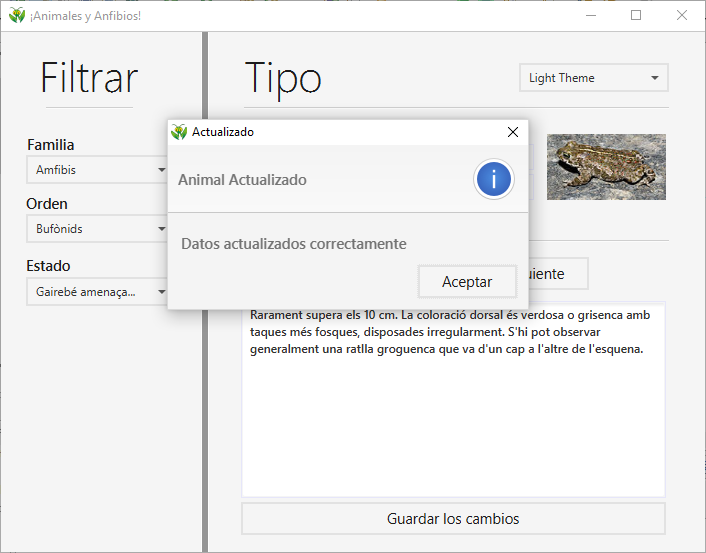 ¡Animales y Anfibios!
Filtrar
Tipo
Light Theme
Familia
Amfibis
Orden
Bufònids
Estado
Gairebé amenaça...
Actualizado
Animal Actualizado
i
Datos actualizados correctamente
Aceptar
Rarament supera els 10 cm. La coloració dorsal és verdosa o grisenca amb
taques més fosques, disposades irregularment. S'hi pot observar
generalment una ratlla groguenca que va d'un cap a l'altre de l'esquena.
Guardar los cambios